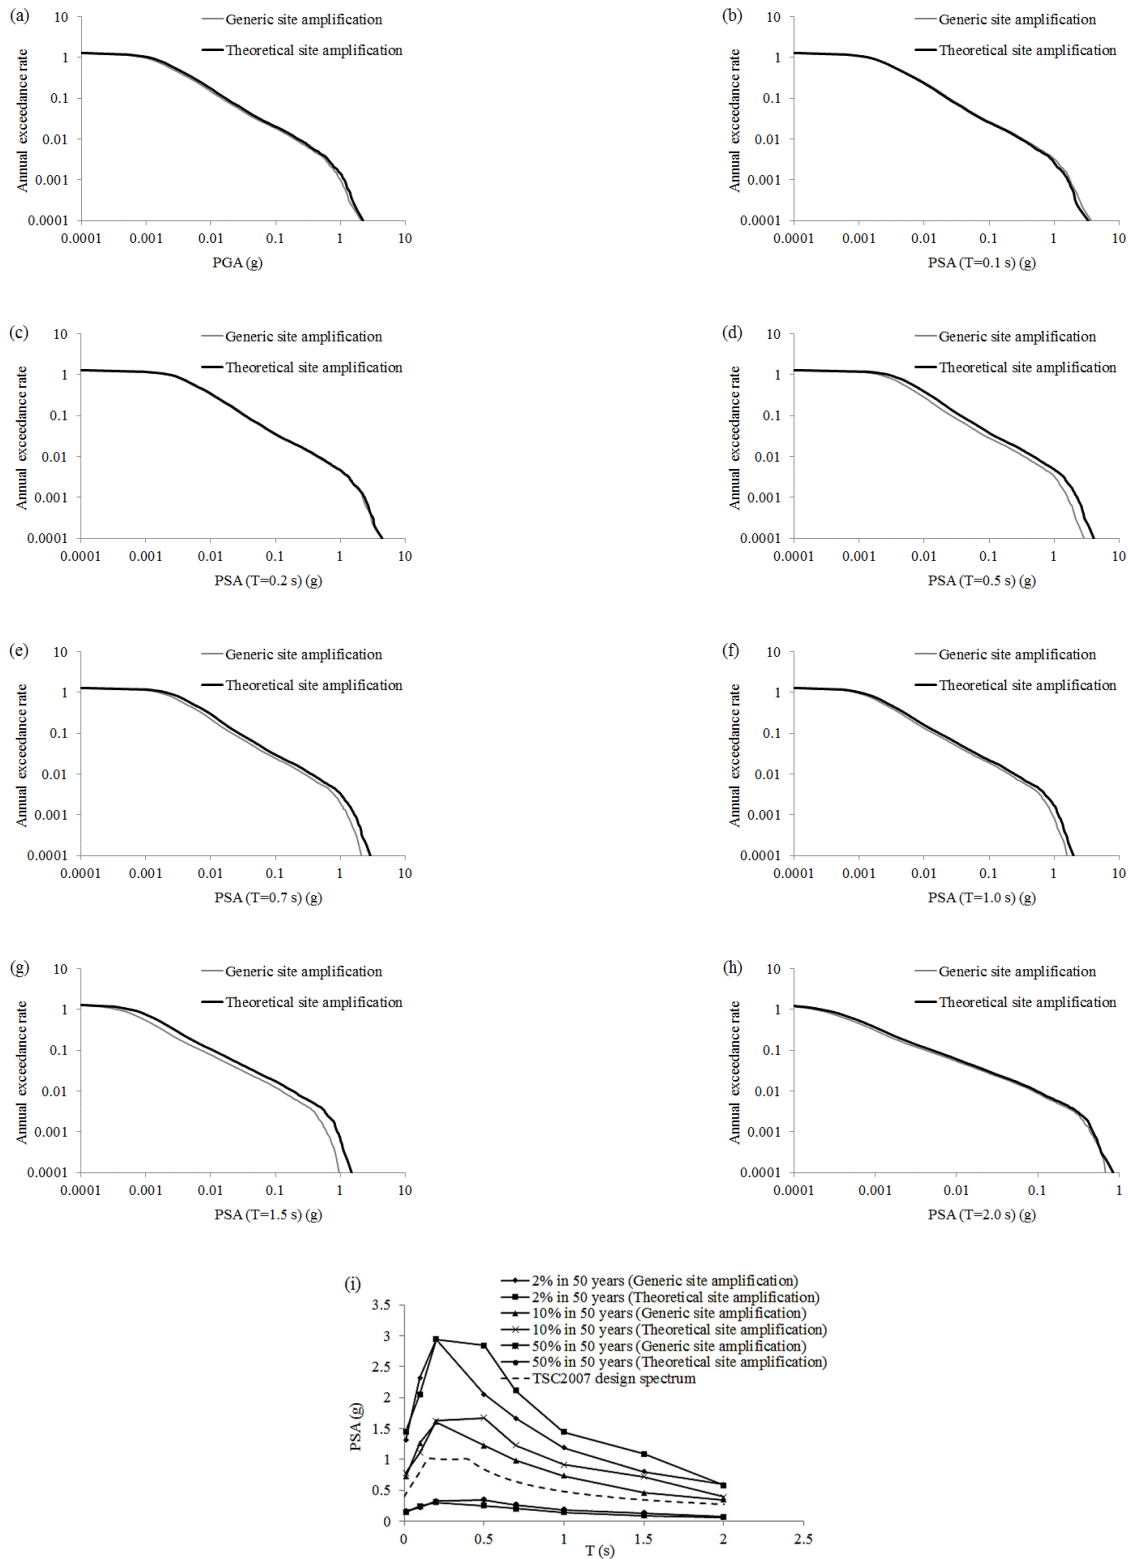 (a)
Generic site amplification
Theoretical site amplification
Annual exceedance rate
10
1
0.1
0.01
0.001
0.0001
0.0001 0.001 0.01 0.1 1 10
PGA (g)
(b)
Generic site amplification
Theoretical site amplification
Annual exceedance rate
10
1
0.1
0.01
0.001
0.0001
0.0001 0.001 0.01 0.1 1 10
PSA (T=0.1 s) (g)
(c)
Generic site amplification
Theoretical site amplification
Annual exceedance rate
10
1
0.1
0.01
0.001
0.0001
0.0001 0.001 0.01 0.1 1 10
PSA (T=0.2 s) (g)
(d)
Generic site amplification
Theoretical site amplification
Annual exceedance rate
10
1
0.1
0.01
0.001
0.0001
0.0001 0.001 0.01 0.1 1 10
PSA (T=0.5 s) (g)
(e)
Generic site amplification
Theoretical site amplification
Annual exceedance rate
10
1
0.1
0.01
0.001
0.0001
0.0001 0.001 0.01 0.1 1 10
PSA (T=0.7 s) (g)
(f)
Generic site amplification
Theoretical site amplification
Annual exceedance rate
10
1
0.1
0.01
0.001
0.0001
0.0001 0.001 0.01 0.1 1 10
PSA (T=1.0 s) (g)
(g)
Generic site amplification
Theoretical site amplification
Annual exceedance rate
10
1
0.1
0.01
0.001
0.0001
0.0001 0.001 0.01 0.1 1 10
PSA (T=1.5 s) (g)
(h)
Generic site amplification
Theoretical site amplification
Annual exceedance rate
10
1
0.1
0.01
0.001
0.0001
0.0001 0.001 0.01 0.1 1
PSA (T=2.0 s) (g)
(i)
2% in 50 years (Generic site amplification)
2% in 50 years (Theoretical site amplification)
10% in 50 years (Generic site amplification)
10% in 50 years (Theoretical site amplification)
50% in 50 years (Generic site amplification)
50% in 50 years (Theoretical site amplification)
TSC2007 design spectrum
PSA (g)
3.5
3
2.5
2
1.5
1
0.5
0
0 0.5 1 1.5 2 2.5
T (s)